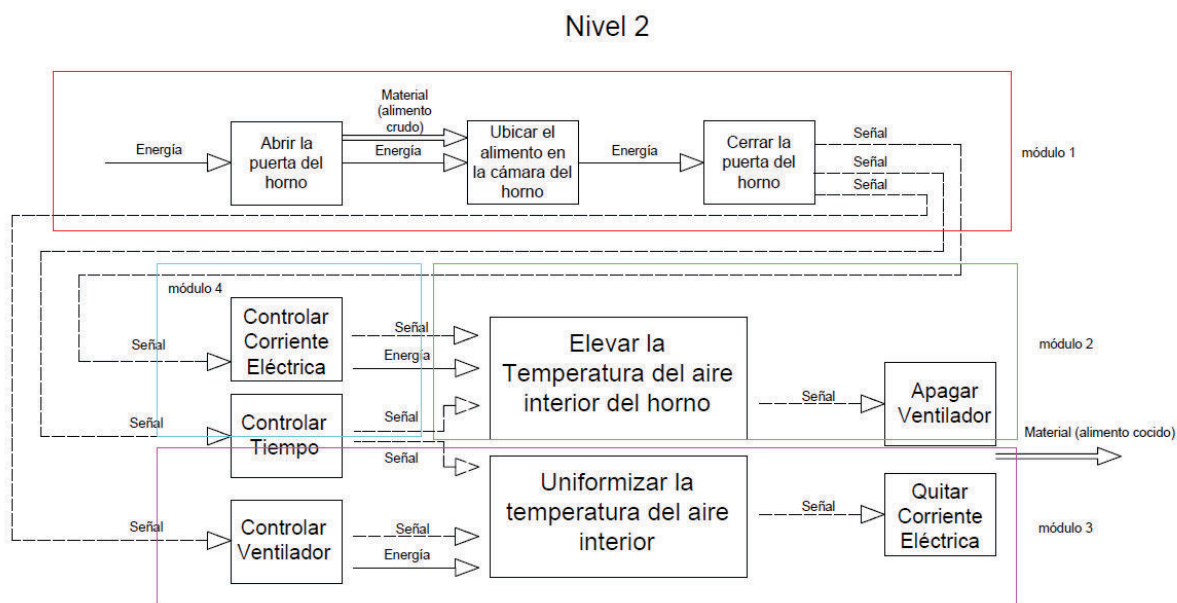 Nivel 2
Material
(alimento
crudo)
Energía
Abrir la
puerta del
horno
Energía
Ubicar el
alimento en
la cámara del
horno
Energía
Cerrar la
puerta del
horno
Señal
Señal
Señal
módulo 1
módulo 4
Señal
Controlar
Corriente
Eléctrica
Señal
Energía
Elevar la
Temperatura del aire
interior del horno
Señal
Apagar
Ventilador
módulo 2
Señal
Controlar
Tiempo
Señal
Señal
Material (alimento cocido)
Uniformizar la
temperatura del aire
interior
Señal
Quitar
Corriente
Eléctrica
módulo 3
Señal
Controlar
Ventilador
Señal
Energía